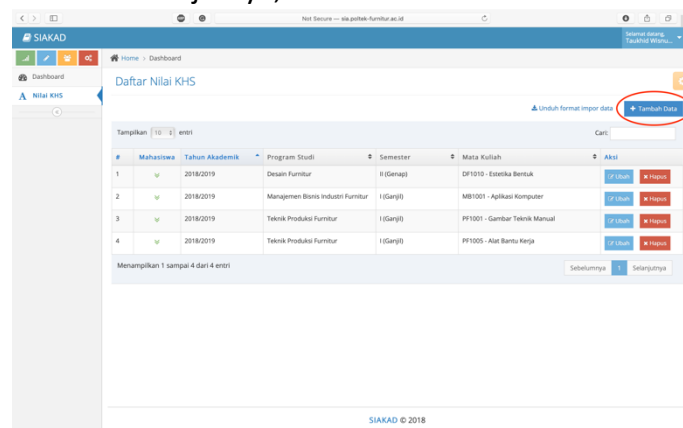 Not Secure — sia.poltek-furnitur.ac.id
SIAKAD
Selamat datang,
Taukhid Wisnu...
Home > Dashboard
Dashboard
Nilai KHS
Daftar Nilai KHS
Unduh format impor data
+ Tambah Data
Tampilkan 10 entri
Cari:
# Mahasiswa Tahun Akademik Program Studi Semester Mata Kuliah Aksi
1 2018/2019 Desain Furnitur II (Genap) DF1010 - Estetika Bentuk Ubah Hapus
2 2018/2019 Manajemen Bisnis Industri Furnitur I (Ganjil) MB1001 - Aplikasi Komputer Ubah Hapus
3 2018/2019 Teknik Produksi Furnitur I (Ganjil) PF1001 - Gambar Teknik Manual Ubah Hapus
4 2018/2019 Teknik Produksi Furnitur I (Ganjil) PF1005 - Alat Bantu Kerja Ubah Hapus
Menampilkan 1 sampai 4 dari 4 entri
Sebelumnya 1 Selanjutnya
SIAKAD © 2018